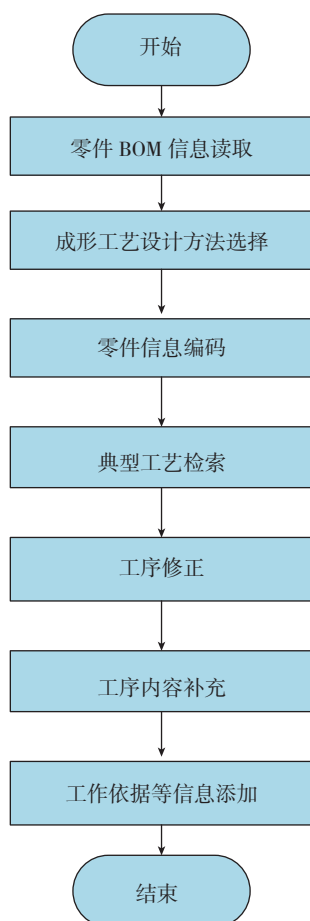 开始
零件 BOM 信息读取
成形工艺设计方法选择
零件信息编码
典型工艺检索
工序修正
工序内容补充
工作依据等信息添加
结束